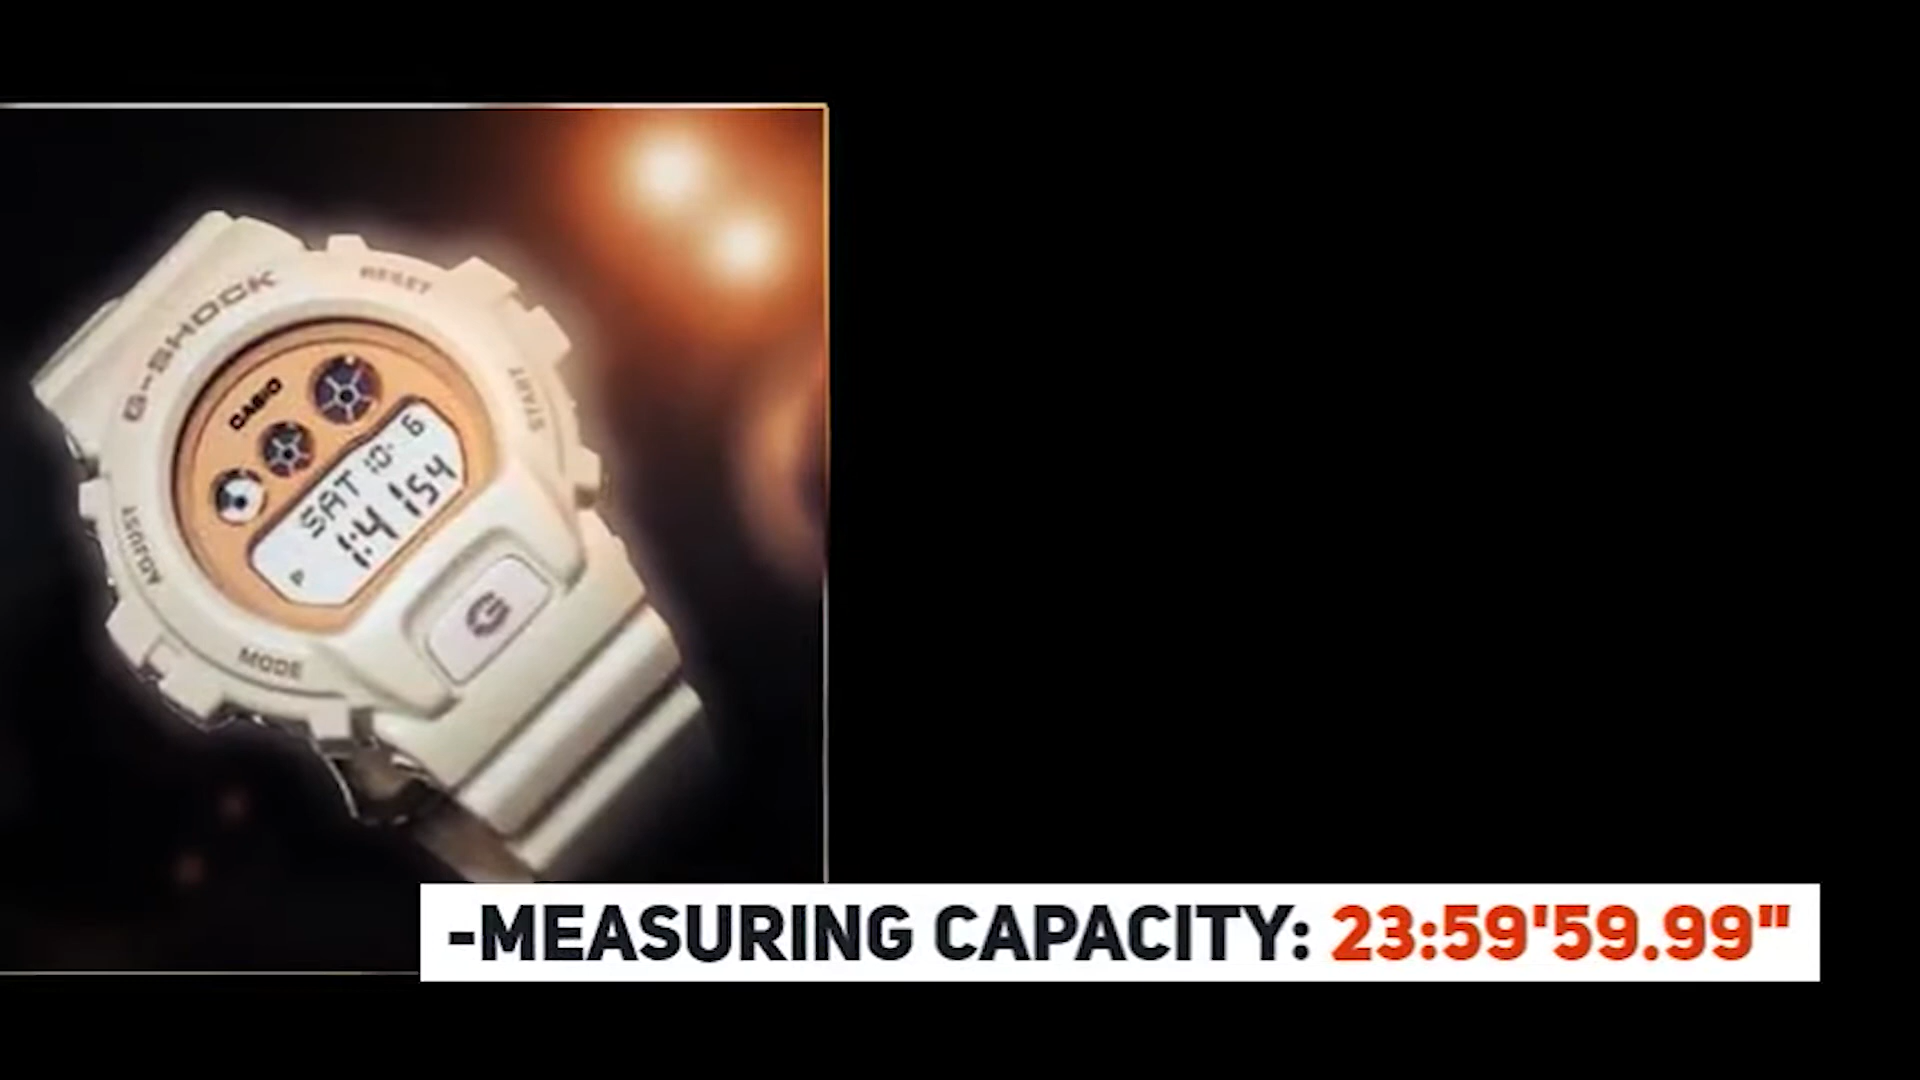 G-SHOCK
RESET
START
CASIO
SAT 10- 6
1:41 54
ADJUST
MODE
G
-MEASURING CAPACITY: 23:59'59.99"